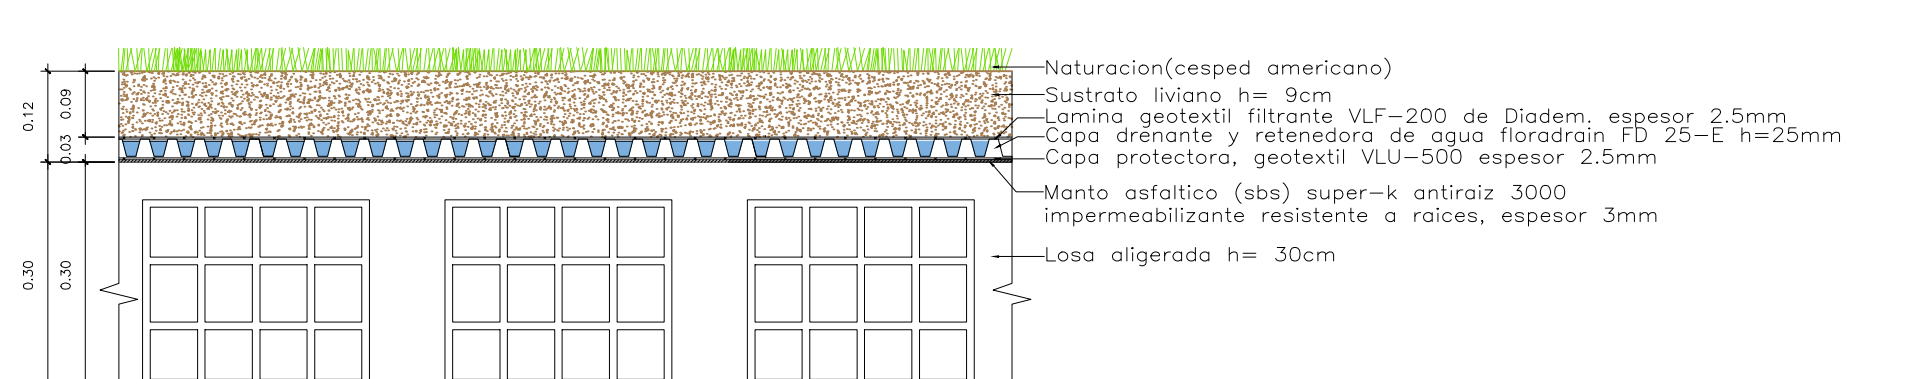 Naturacion(cesped americano)
Sustrato liviano h= 9cm
Lamina geotextil filtrante VLF-200 de Diadem. espesor 2.5mm
Capa drenante y retenedora de agua floradrain FD 25-E h=25mm
Capa protectora, geotextil VLU-500 espesor 2.5mm
Manto asfaltico (sbs) super-k antiraiz 3000
impermeabilizante resistente a raices, espesor 3mm
Losa aligerada h= 30cm
0.12
0.09
0.03
0.30
0.30